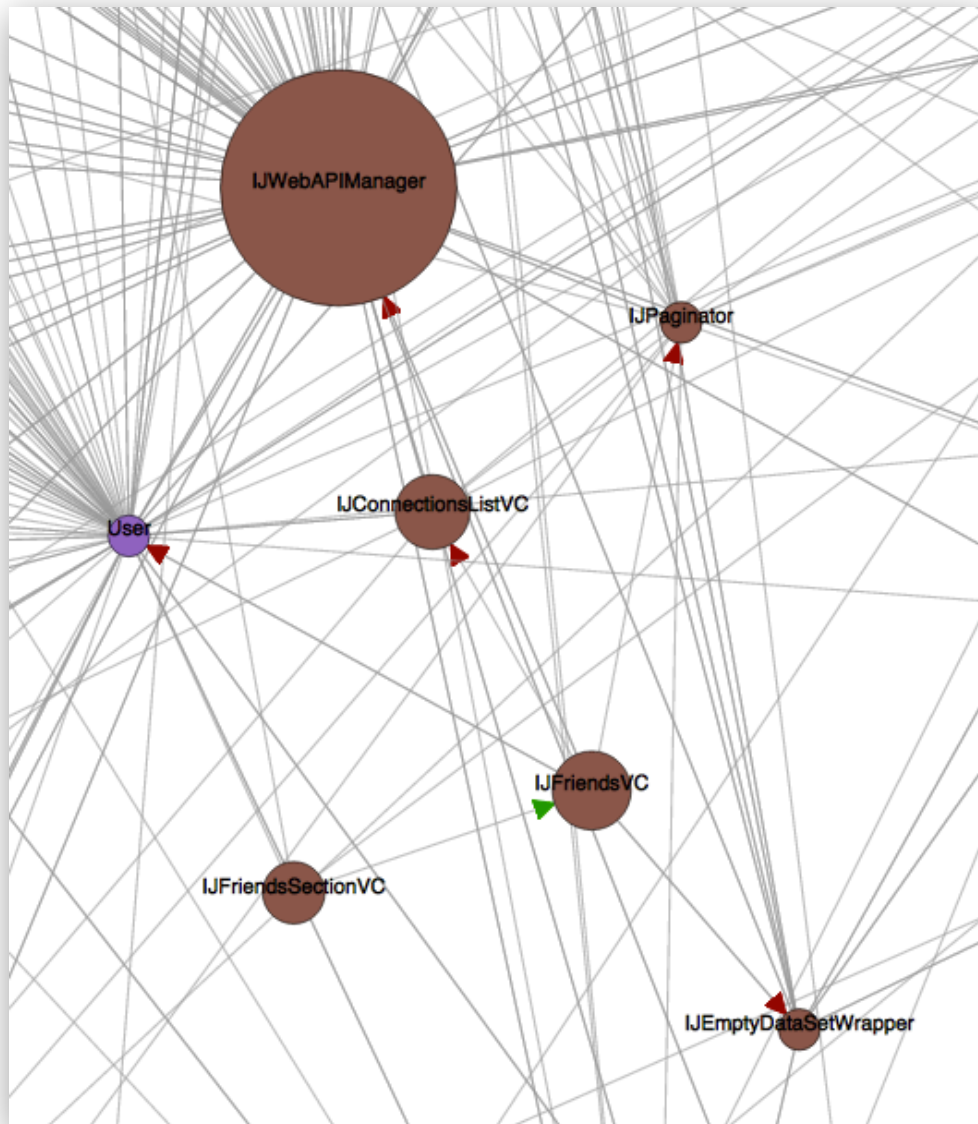 IJWebAPIManager
IJPaginator
IJConnectionsListVC
User
IJFriendsVC
IJFriendsSectionVC
IJEmptyDataSetWrapper